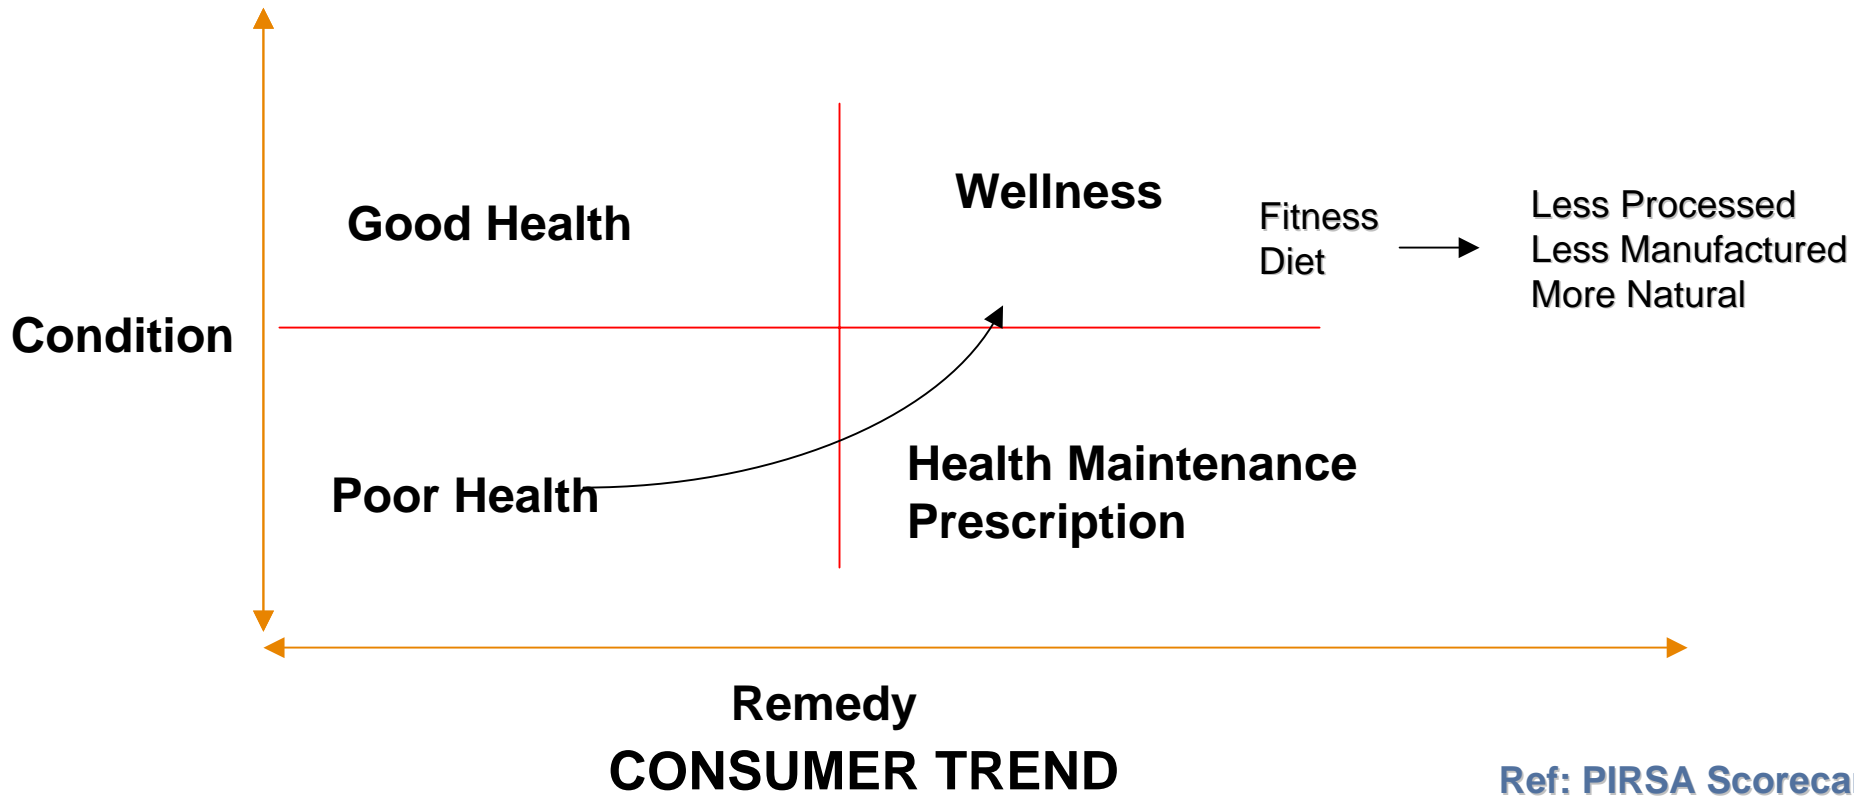 Wellness
Good Health
Fitness
Diet
Less Processed
Less Manufactured
More Natural
Condition
Poor Health
Health Maintenance
Prescription
Remedy
CONSUMER TREND
Ref: PIRSA